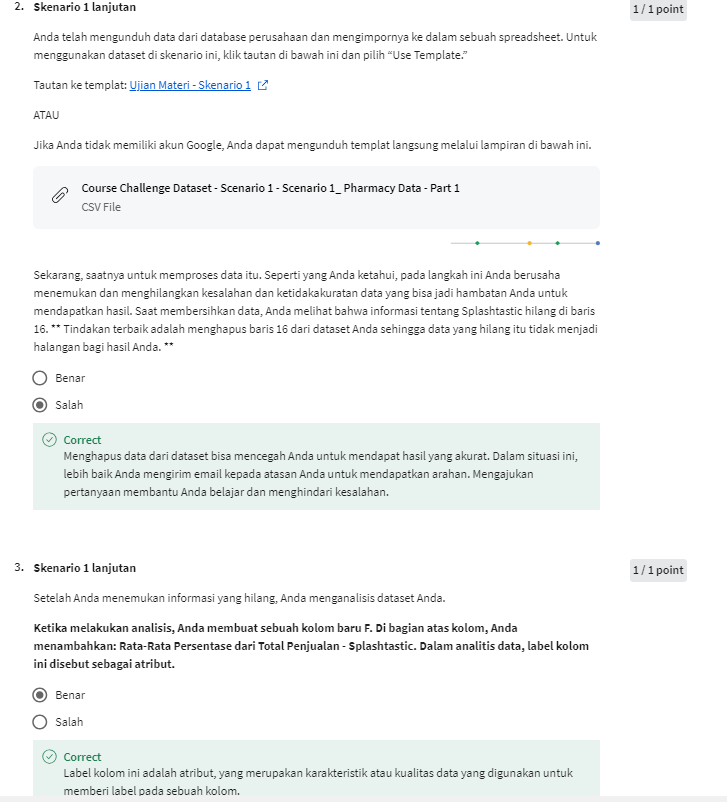 2. Skenario 1 lanjutan
1 / 1 point
Anda telah mengunduh data dari database perusahaan dan mengimpornya ke dalam sebuah spreadsheet. Untuk
menggunakan dataset di skenario ini, klik tautan di bawah ini dan pilih “Use Template.”
Tautan ke templat: Ujian Materi - Skenario 1
ATAU
Jika Anda tidak memiliki akun Google, Anda dapat mengunduh templat langsung melalui lampiran di bawah ini.
Course Challenge Dataset - Scenario 1 - Scenario 1_ Pharmacy Data - Part 1
CSV File
Sekarang, saatnya untuk memproses data itu. Seperti yang Anda ketahui, pada langkah ini Anda berusaha
menemukan dan menghilangkan kesalahan dan ketidakakuratan data yang bisa jadi hambatan Anda untuk
mendapatkan hasil. Saat membersihkan data, Anda melihat bahwa informasi tentang Splashtastic hilang di baris
16. ** Tindakan terbaik adalah menghapus baris 16 dari dataset Anda sehingga data yang hilang itu tidak menjadi
halangan bagi hasil Anda. **
Benar
Salah
Correct
Menghapus data dari dataset bisa mencegah Anda untuk mendapat hasil yang akurat. Dalam situasi ini,
lebih baik Anda mengirim email kepada atasan Anda untuk mendapatkan arahan. Mengajukan
pertanyaan membantu Anda belajar dan menghindari kesalahan.
3. Skenario 1 lanjutan
1 / 1 point
Setelah Anda menemukan informasi yang hilang, Anda menganalisis dataset Anda.
Ketika melakukan analisis, Anda membuat sebuah kolom baru F. Di bagian atas kolom, Anda
menambahkan: Rata-Rata Persentase dari Total Penjualan - Splashtastic. Dalam analitis data, label kolom
ini disebut sebagai atribut.
Benar
Salah
Correct
Label kolom ini adalah atribut, yang merupakan karakteristik atau kualitas data yang digunakan untuk
memberi label pada sebuah kolom.